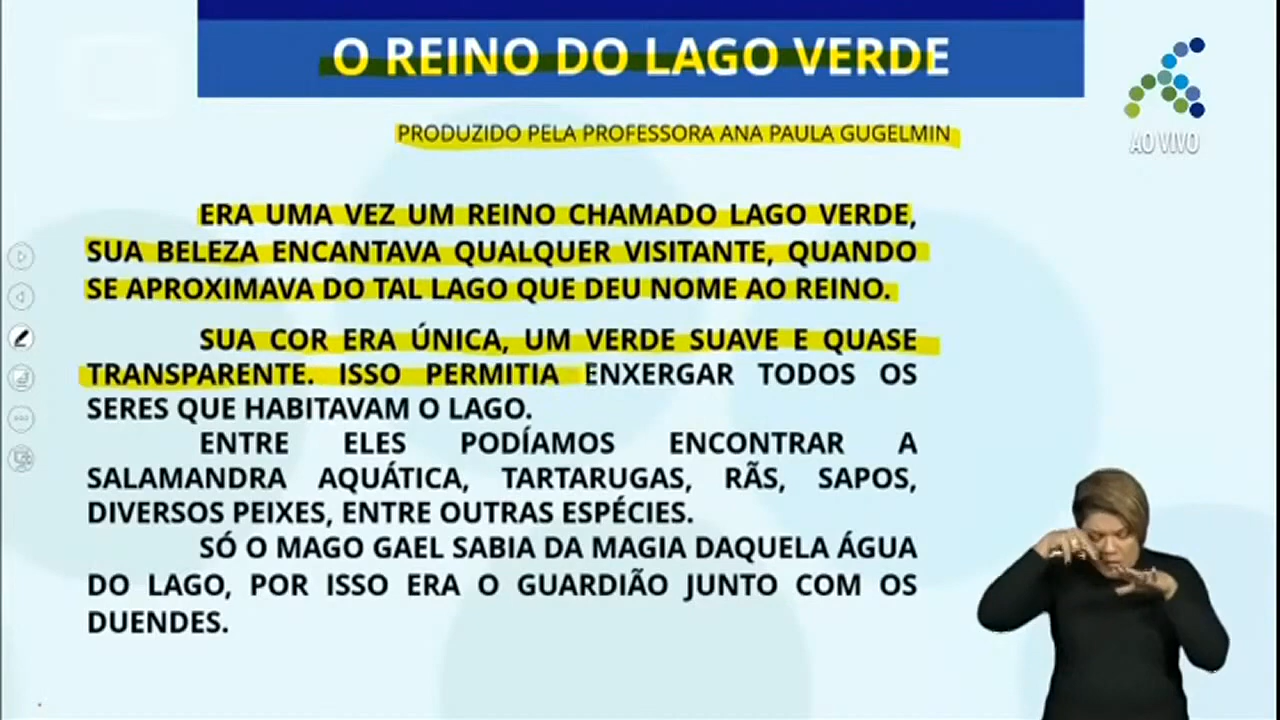 O REINO DO LAGO VERDE
AO VIVO
PRODUZIDO PELA PROFESSORA ANA PAULA GUGELMIN
ERA UMA VEZ UM REINO CHAMADO LAGO VERDE,
SUA BELEZA ENCANTAVA QUALQUER VISITANTE, QUANDO
SE APROXIMAVA DO TAL LAGO QUE DEU NOME AO REINO.
SUA COR ERA ÚNICA, UM VERDE SUAVE E QUASE
TRANSPARENTE. ISSO PERMITIA ENXERGAR TODOS OS
SERES QUE HABITAVAM O LAGO.
ENTRE ELES PODÍAMOS ENCONTRAR A
SALAMANDRA AQUÁTICA, TARTARUGAS, RÃS, SAPOS,
DIVERSOS PEIXES, ENTRE OUTRAS ESPÉCIES.
SÓ O MAGO GAEL SABIA DA MAGIA DAQUELA ÁGUA
DO LAGO, POR ISSO ERA O GUARDIÃO JUNTO COM OS
DUENDES.